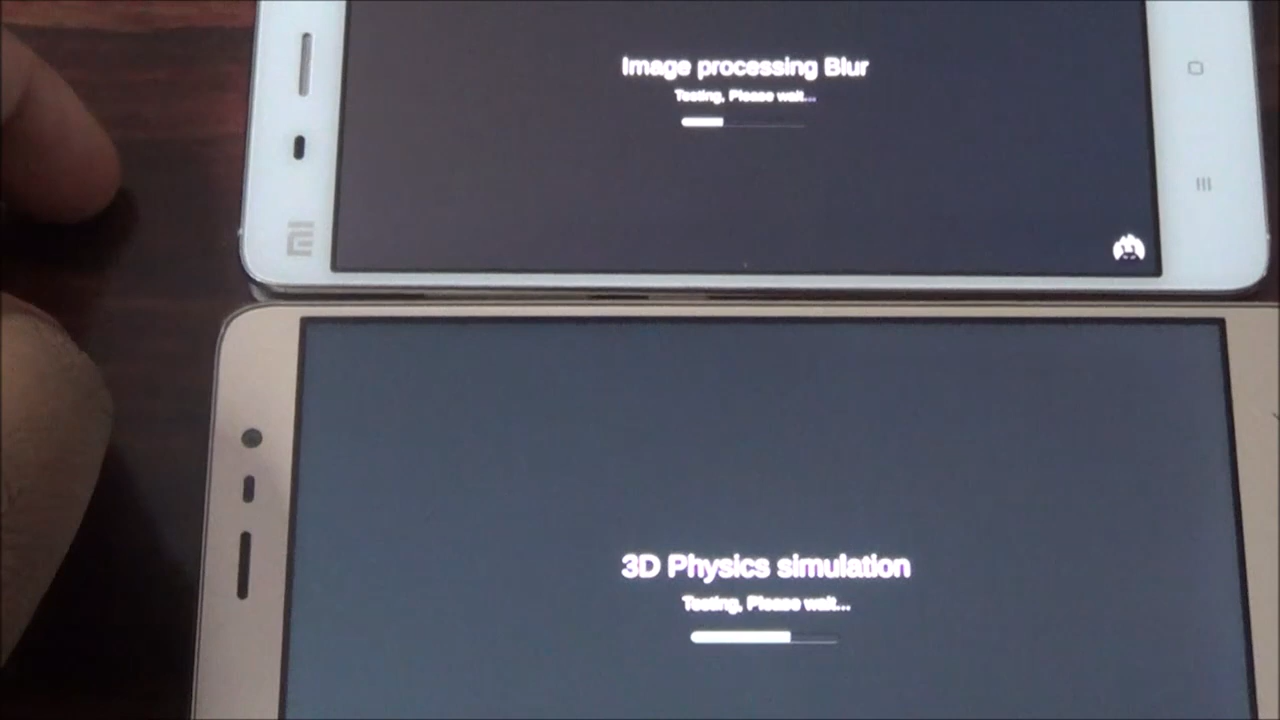 Image processing Blur
Testing, Please wait...
3D Physics simulation
Testing, Please wait...